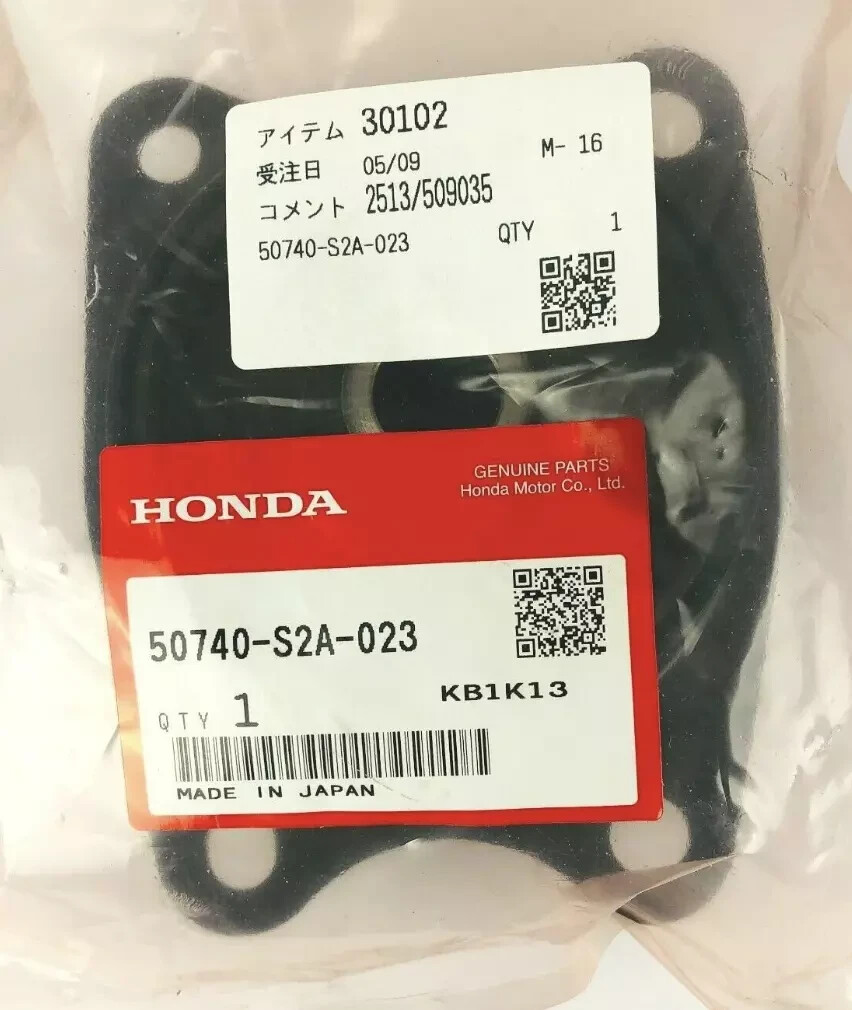 アイテム 30102
受注日 05/09 M- 16
コメント 2513/509035
50740-S2A-023 QTY 1
HONDA
GENUINE PARTS
Honda Motor Co., Ltd.
50740-S2A-023
KB1K13
QTY 1
MADE IN JAPAN